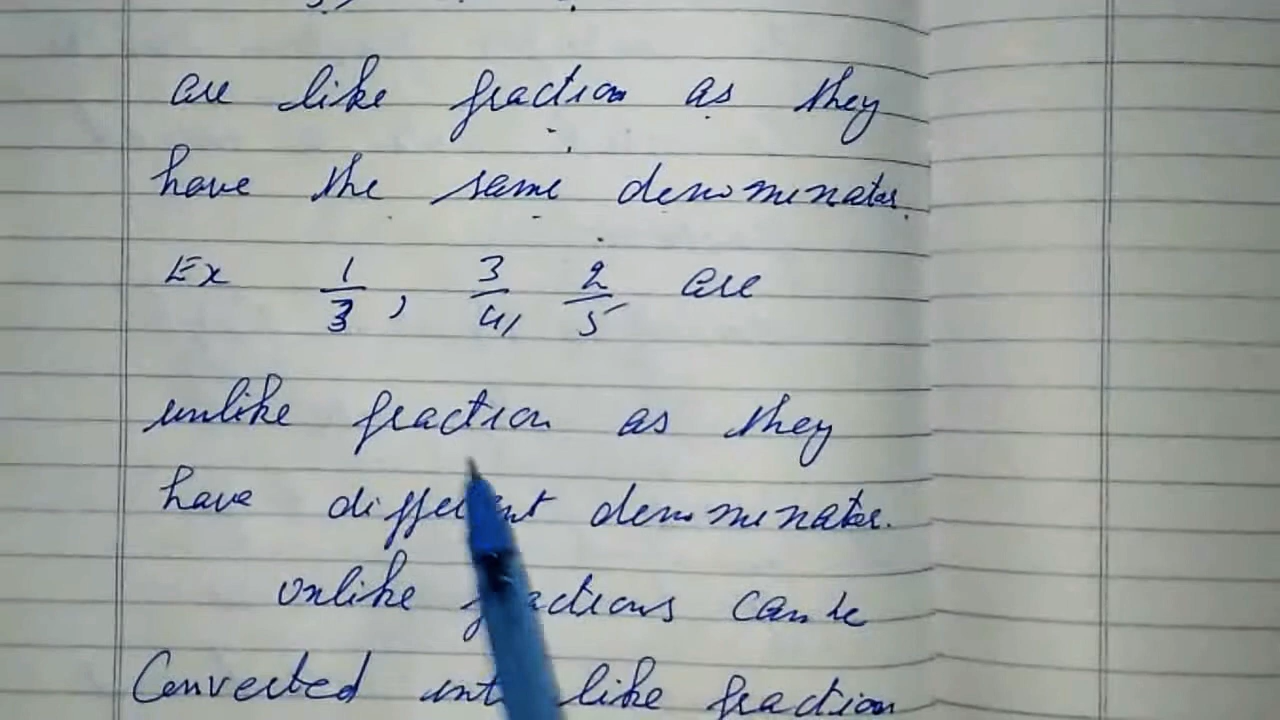 are like fraction as they
have the same denominator.
Ex 1/3, 3/4, 2/5 are
unlike fraction as they
have different denominator.
unlike fractions can be
Converted into like fraction